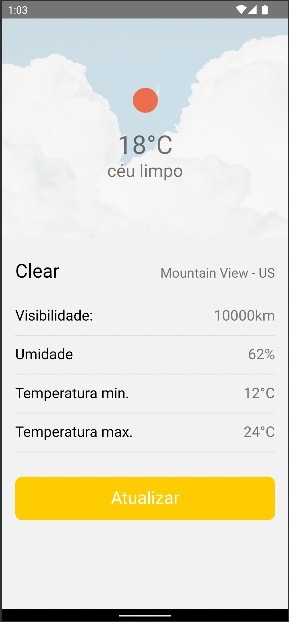 1:03
18°C
céu limpo
Clear
Mountain View - US
Visibilidade:
10000km
Umidade
62%
Temperatura min.
12°C
Temperatura max.
24°C
Atualizar